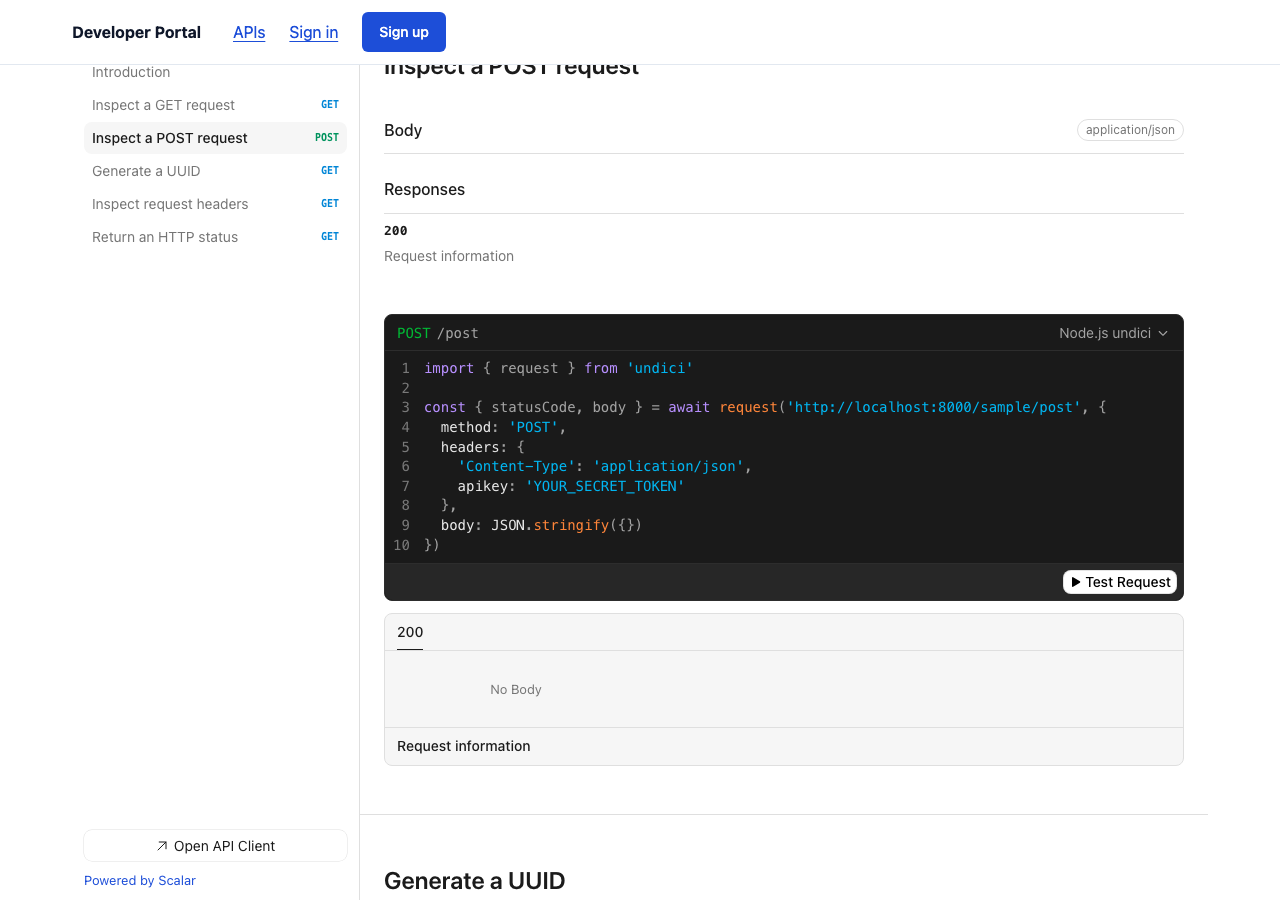 Developer Portal
APIs
Sign in
Sign up
Introduction
Inspect a GET request GET
Inspect a POST request POST
Generate a UUID GET
Inspect request headers GET
Return an HTTP status GET
Open API Client
Powered by Scalar
Inspect a POST request
Body application/json
Responses
200
Request information
POST /post Node.js undici
1 import { request } from 'undici'
2
3 const { statusCode, body } = await request('http://localhost:8000/sample/post', {
4   method: 'POST',
5   headers: {
6     'Content-Type': 'application/json',
7     apikey: 'YOUR_SECRET_TOKEN'
8   },
9   body: JSON.stringify({})
10 })
Test Request
200
No Body
Request information
Generate a UUID